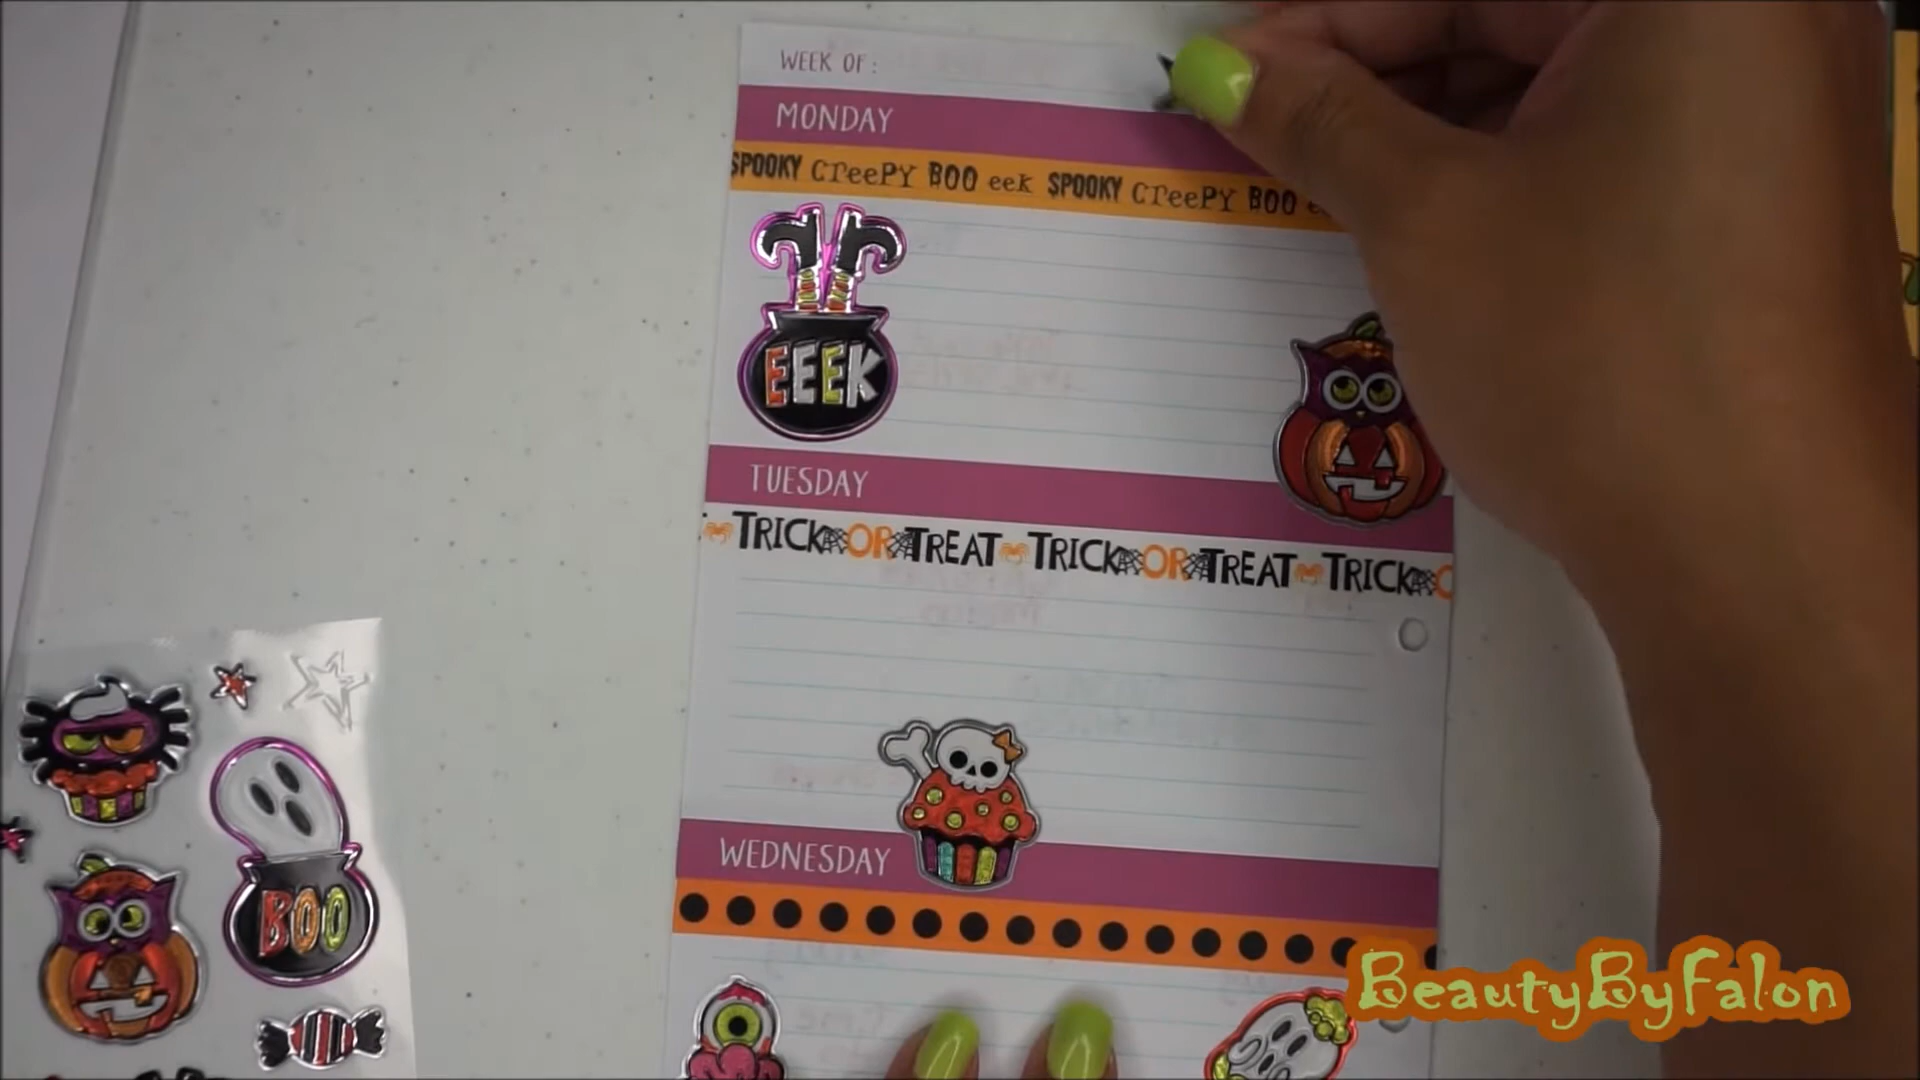 WEEK OF:
MONDAY
SPOOKY CreePY BOO eek SPOOKY CreePY BOO
EEEK
TUESDAY
TRICK OR TREAT TRICK OR TREAT TRICK
WEDNESDAY
BOO
BeautyByFalon